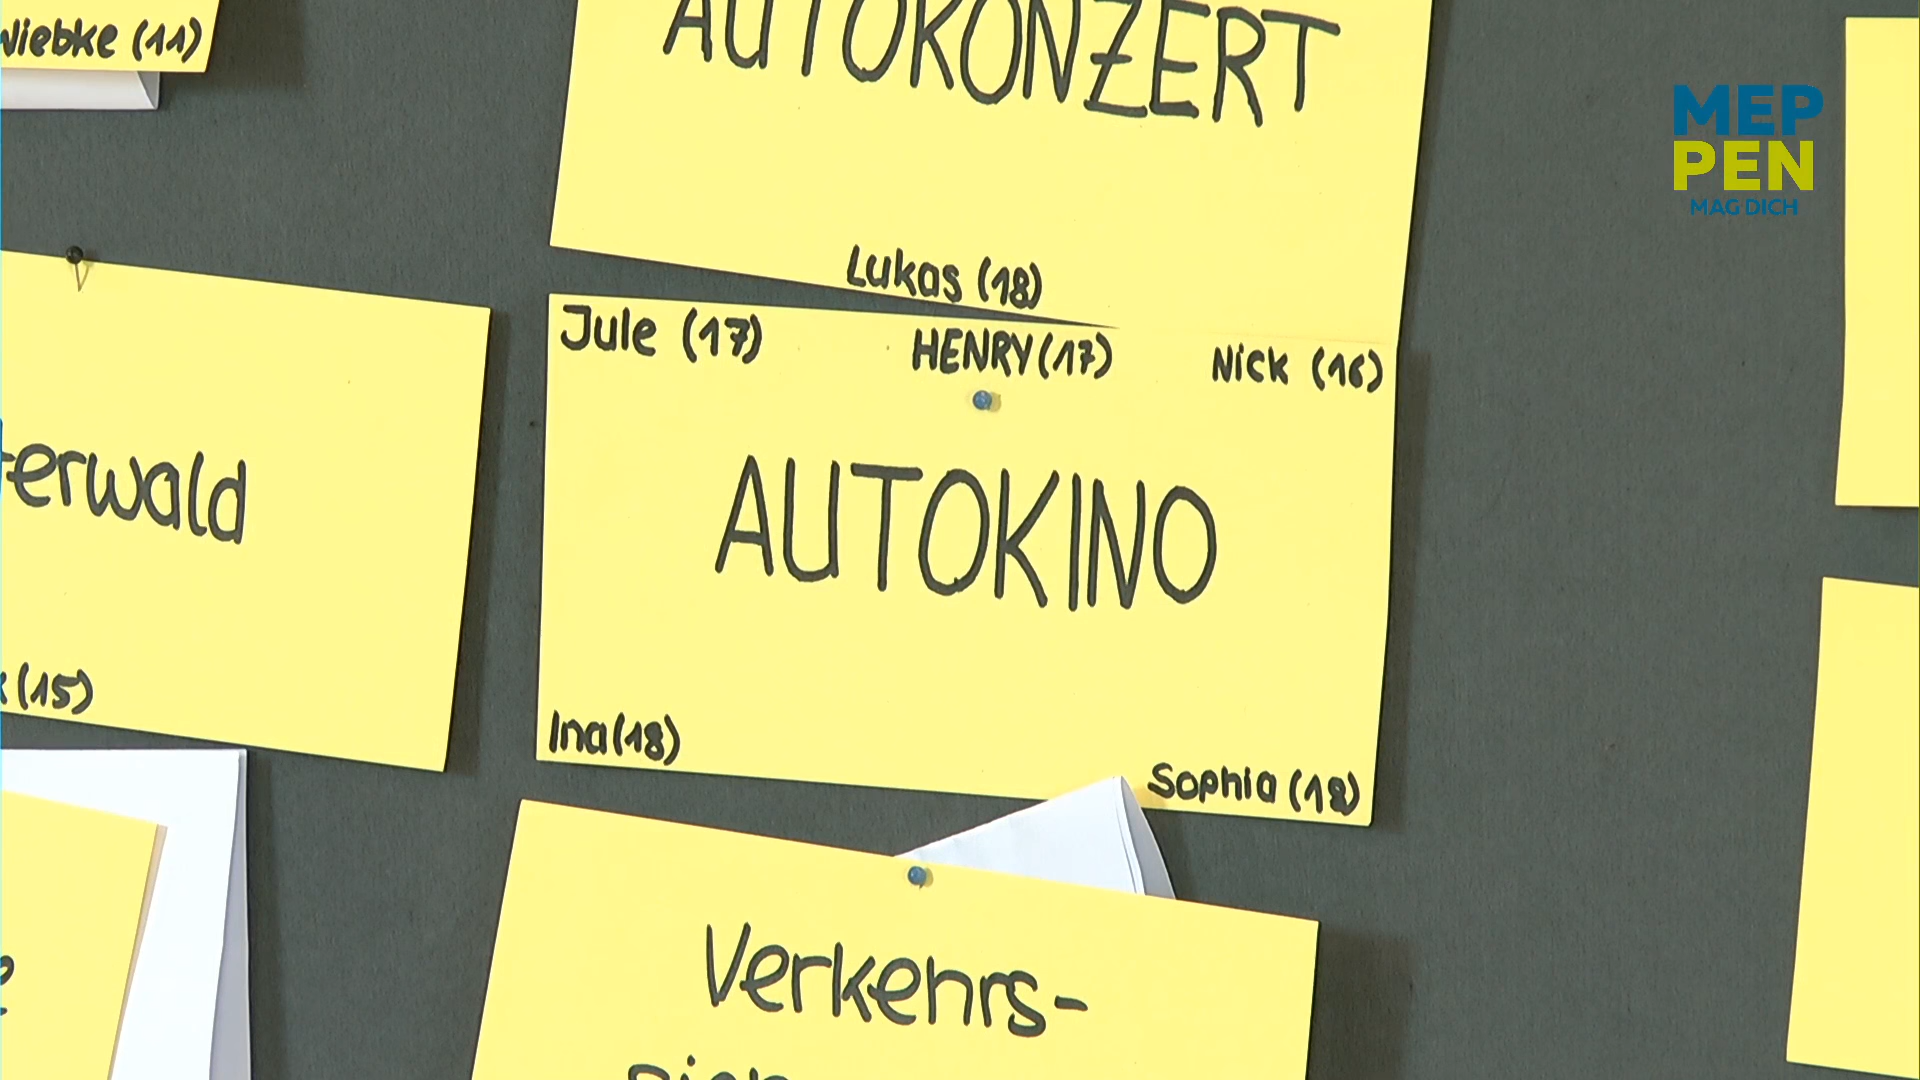 Wiebke (11)
AUTOKONZERT
MEP
PEN
MAG DICH
Lukas (18)
Jule (17)
HENRY (17)
Nick (16)
AUTOKINO
erwald
(15)
Ina (18)
Sophia (18)
Verkehrs-